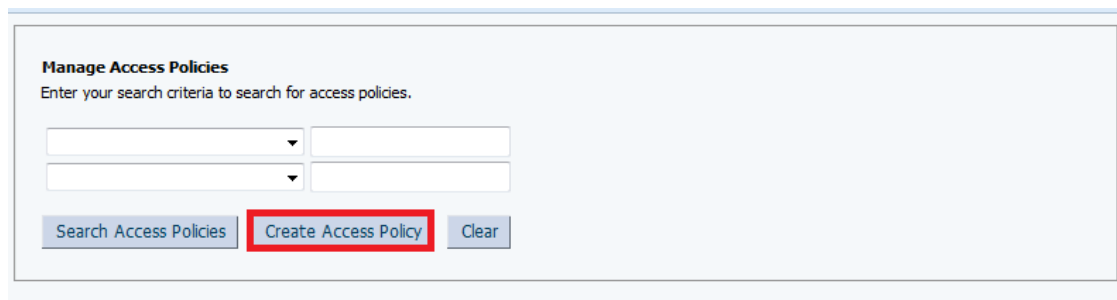 Manage Access Policies
Enter your search criteria to search for access policies.
Search Access Policies Create Access Policy Clear